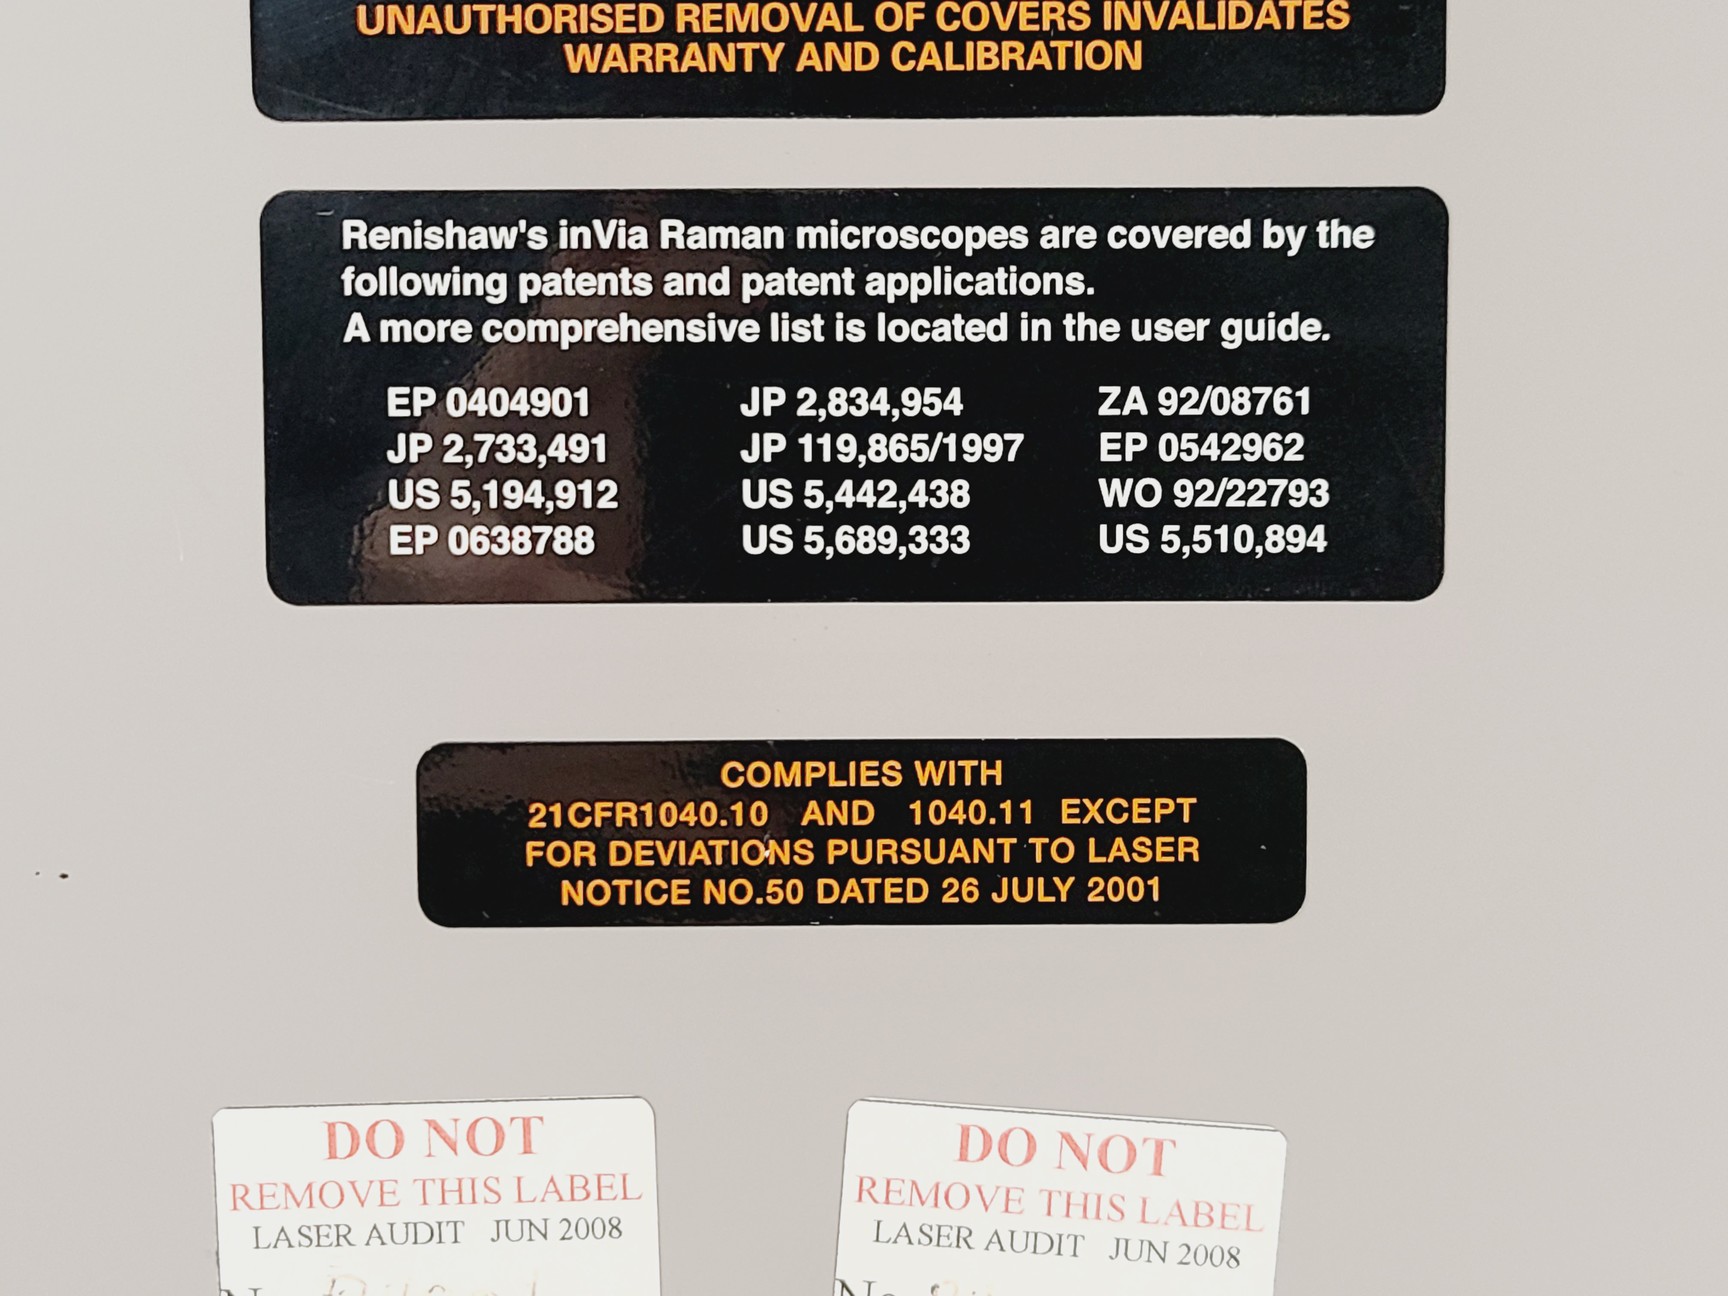 UNAUTHORISED REMOVAL OF COVERS INVALIDATES
WARRANTY AND CALIBRATION
Renishaw's inVia Raman microscopes are covered by the
following patents and patent applications.
A more comprehensive list is located in the user guide.
EP 0404901 JP 2,834,954 ZA 92/08761
JP 2,733,491 JP 119,865/1997 EP 0542962
US 5,194,912 US 5,442,438 WO 92/22793
EP 0638788 US 5,689,333 US 5,510,894
COMPLIES WITH
21CFR1040.10 AND 1040.11 EXCEPT
FOR DEVIATIONS PURSUANT TO LASER
NOTICE NO.50 DATED 26 JULY 2001
DO NOT
REMOVE THIS LABEL
LASER AUDIT JUN 2008
DO NOT
REMOVE THIS LABEL
LASER AUDIT JUN 2008